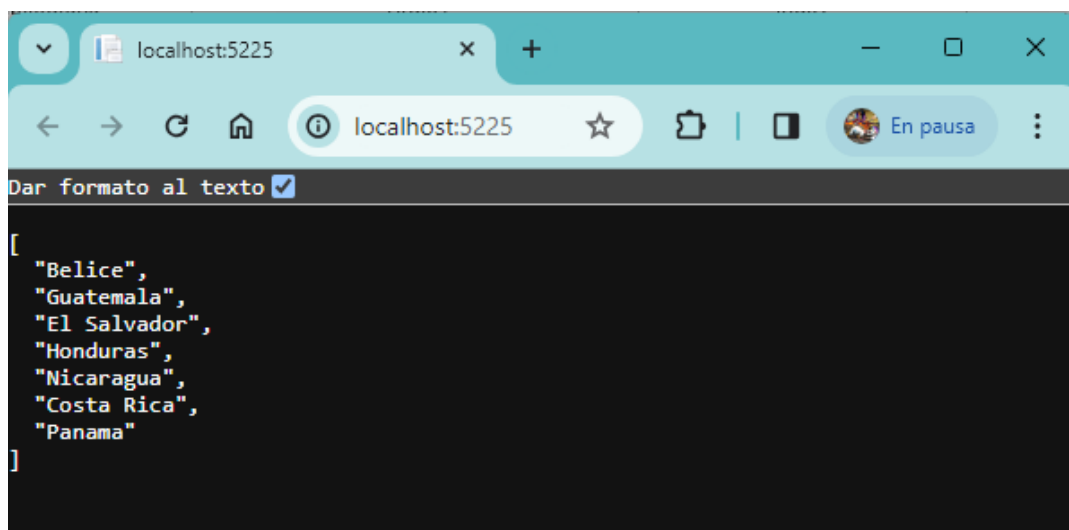 localhost:5225
localhost:5225
En pausa
Dar formato al texto
[
"Belice",
"Guatemala",
"El Salvador",
"Honduras",
"Nicaragua",
"Costa Rica",
"Panama"
]